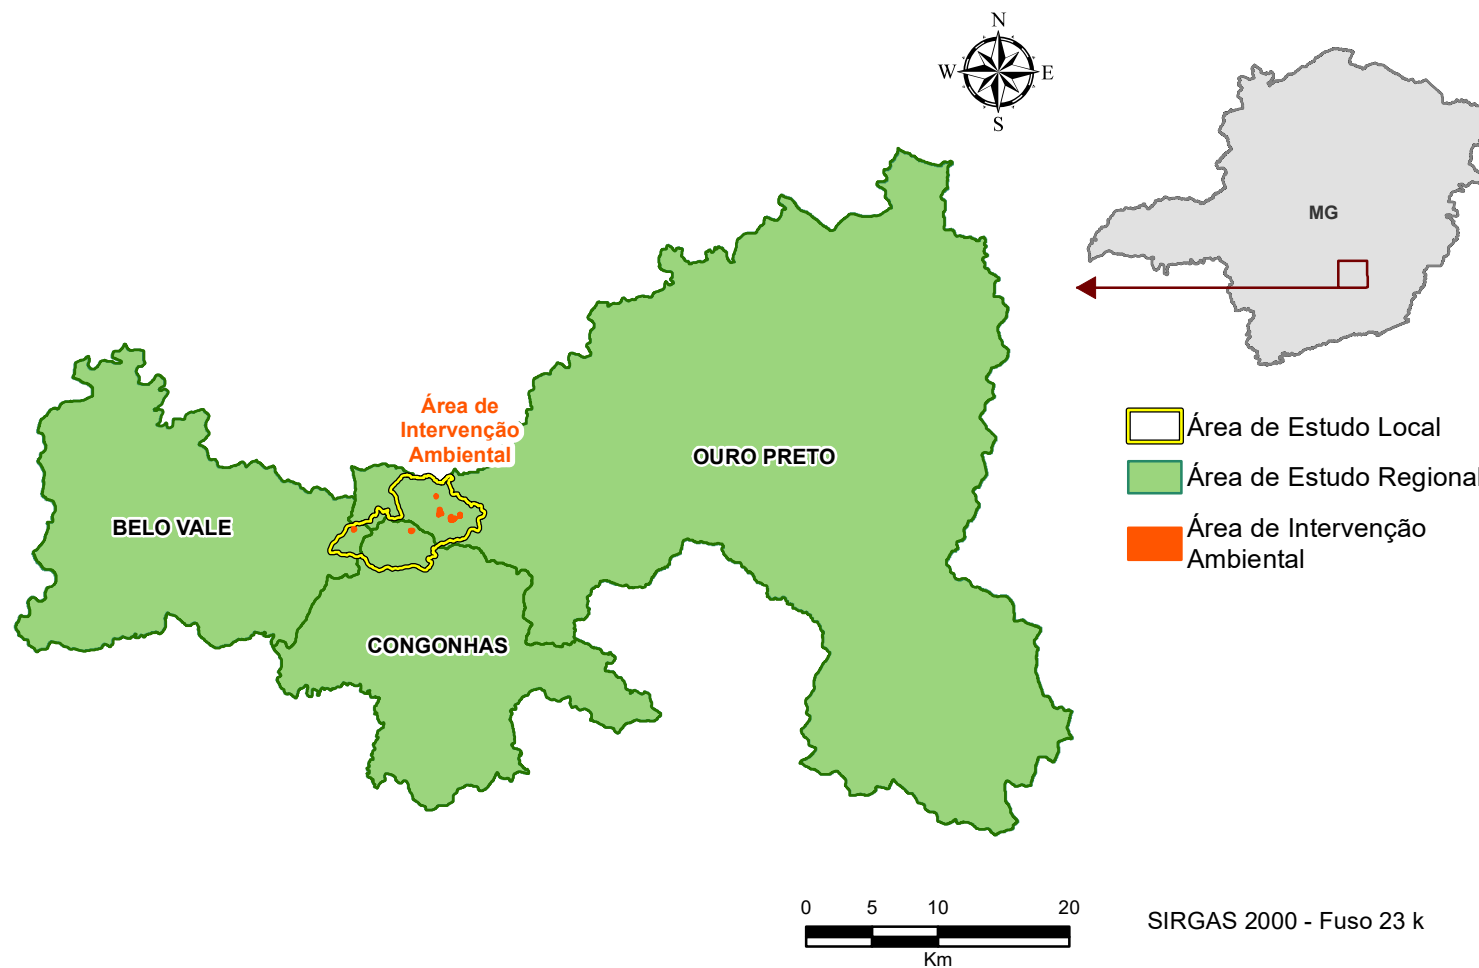 N
W
E
S
MG
Área de
Intervenção
Ambiental
OURO PRETO
BELO VALE
CONGONHAS
Área de Estudo Local
Área de Estudo Regional
Área de Intervenção
Ambiental
0 5 10 20
Km
SIRGAS 2000 - Fuso 23 k